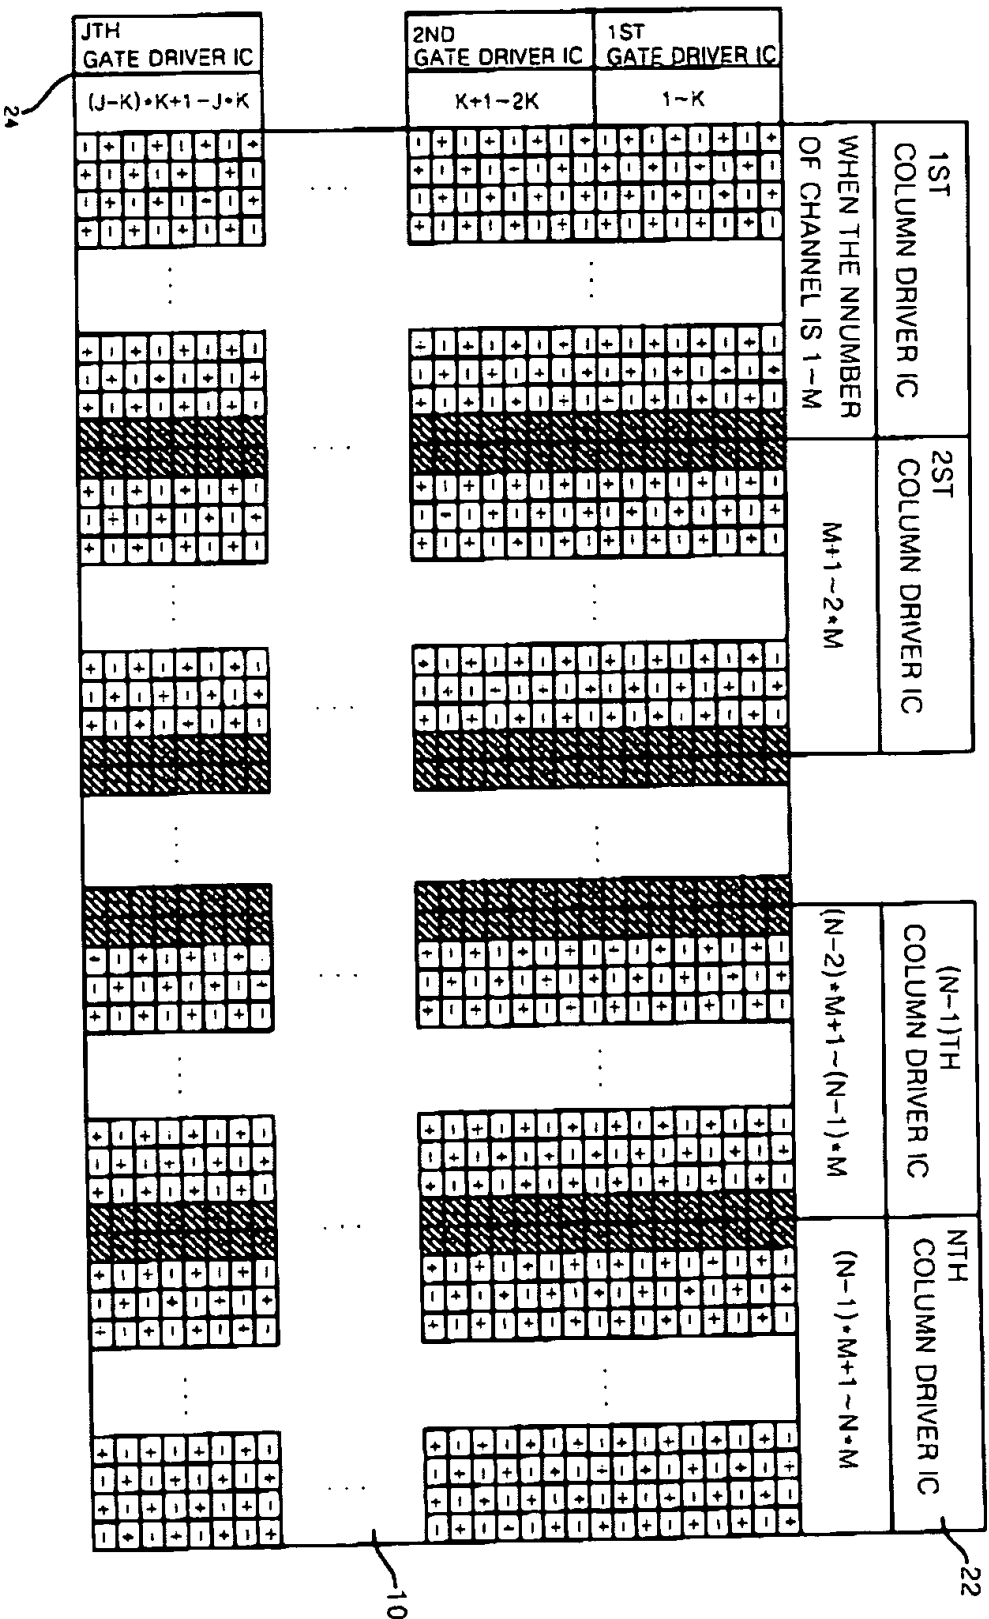 1ST
COLUMN DRIVER IC
WHEN THE NNUMBER
OF CHANNEL IS 1~M
2ST
COLUMN DRIVER IC
M+1~2*M
(N-1)TH
COLUMN DRIVER IC
(N-2)*M+1~(N-1)*M
NTH
COLUMN DRIVER IC
(N-1)*M+1~N*M
22
1ST
GATE DRIVER IC
1~K
2ND
GATE DRIVER IC
K+1-2K
JTH
GATE DRIVER IC
(J-K)*K+1-J*K
24
10